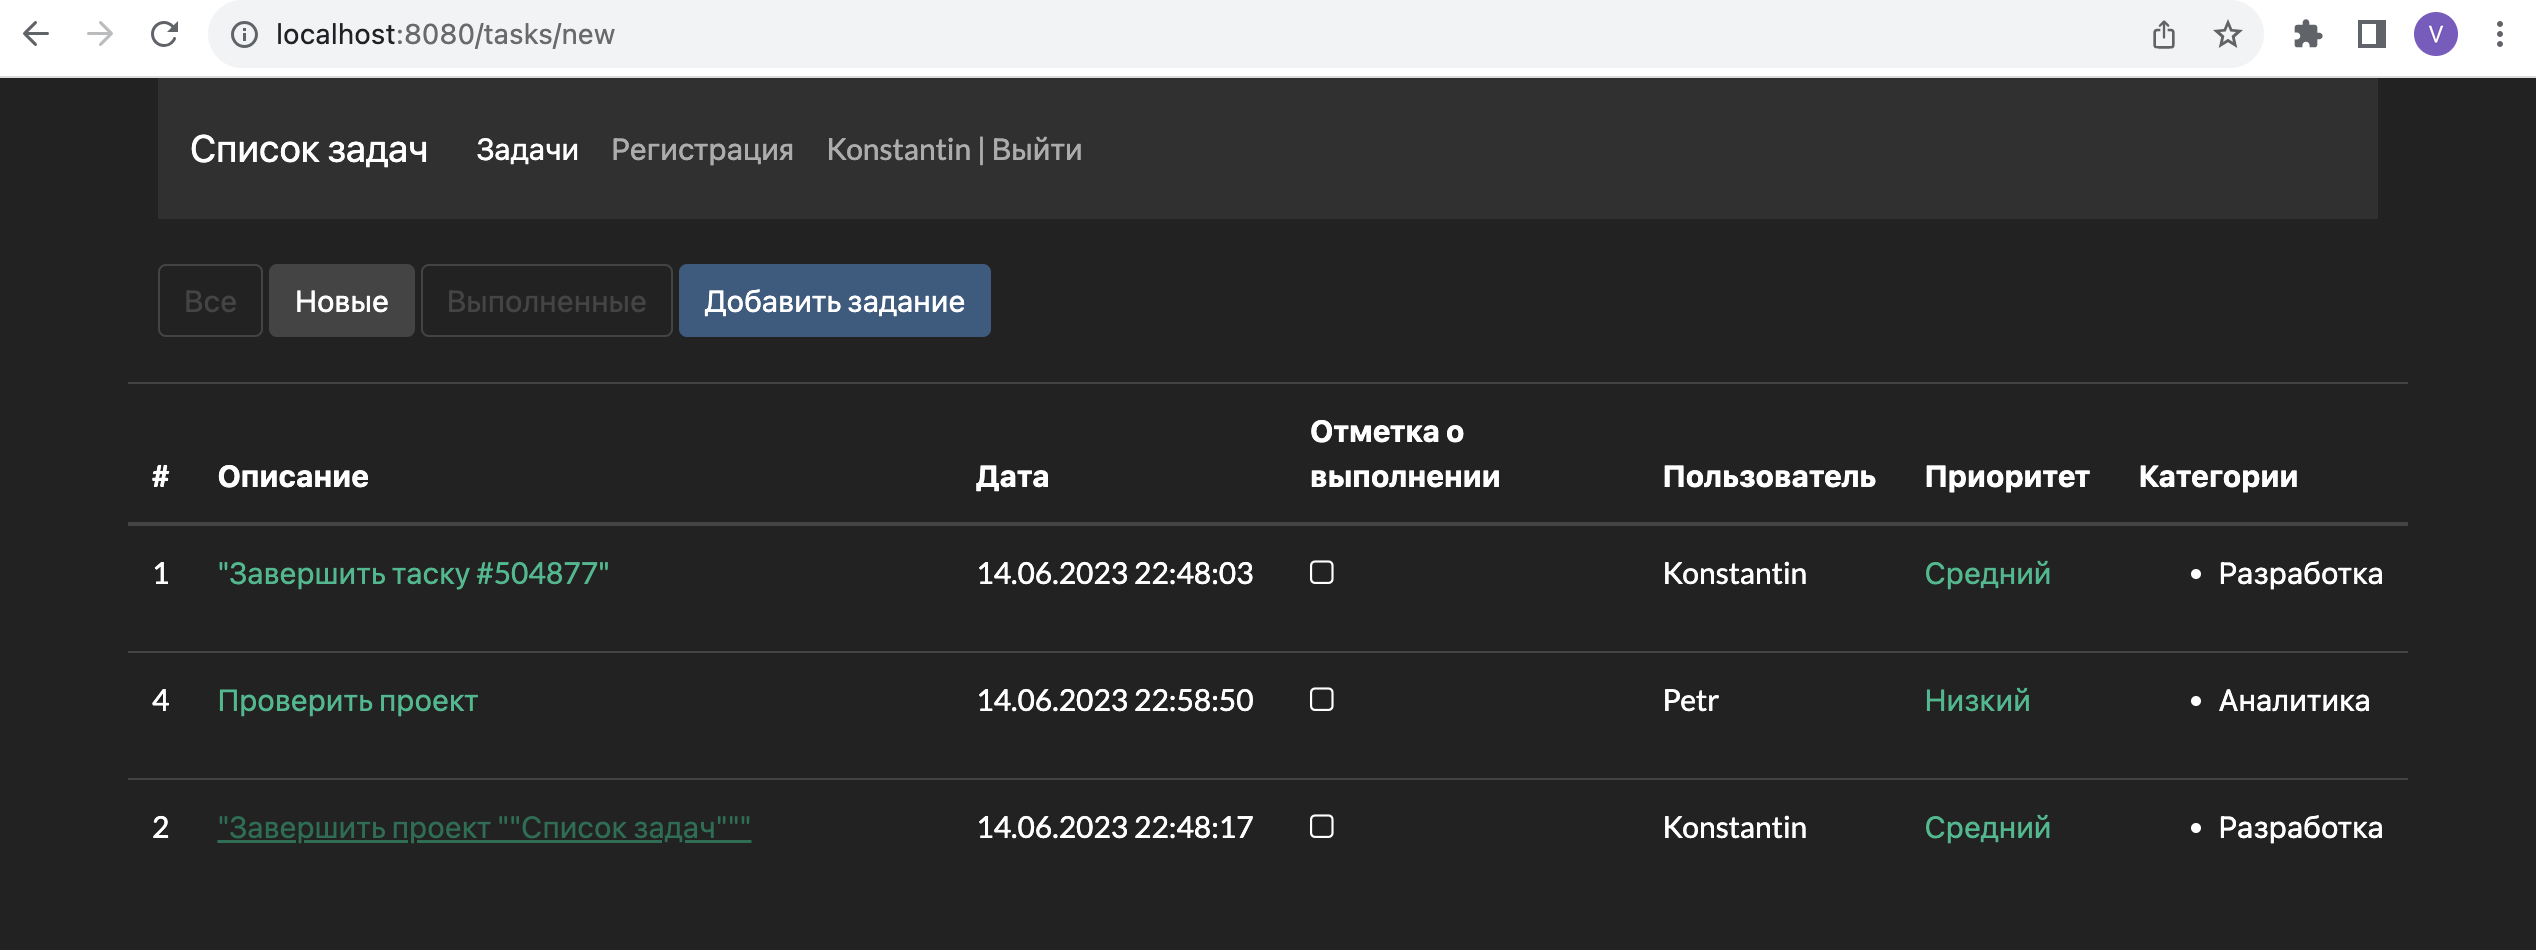 localhost:8080/tasks/new
V
Список задач Задачи Регистрация Konstantin | Выйти
Все Новые Выполненные Добавить задание
# Описание Дата Отметка о выполнении Пользователь Приоритет Категории
1 "Завершить таску #504877" 14.06.2023 22:48:03 Konstantin Средний • Разработка
4 Проверить проект 14.06.2023 22:58:50 Petr Низкий • Аналитика
2 "Завершить проект ""Список задач""" 14.06.2023 22:48:17 Konstantin Средний • Разработка